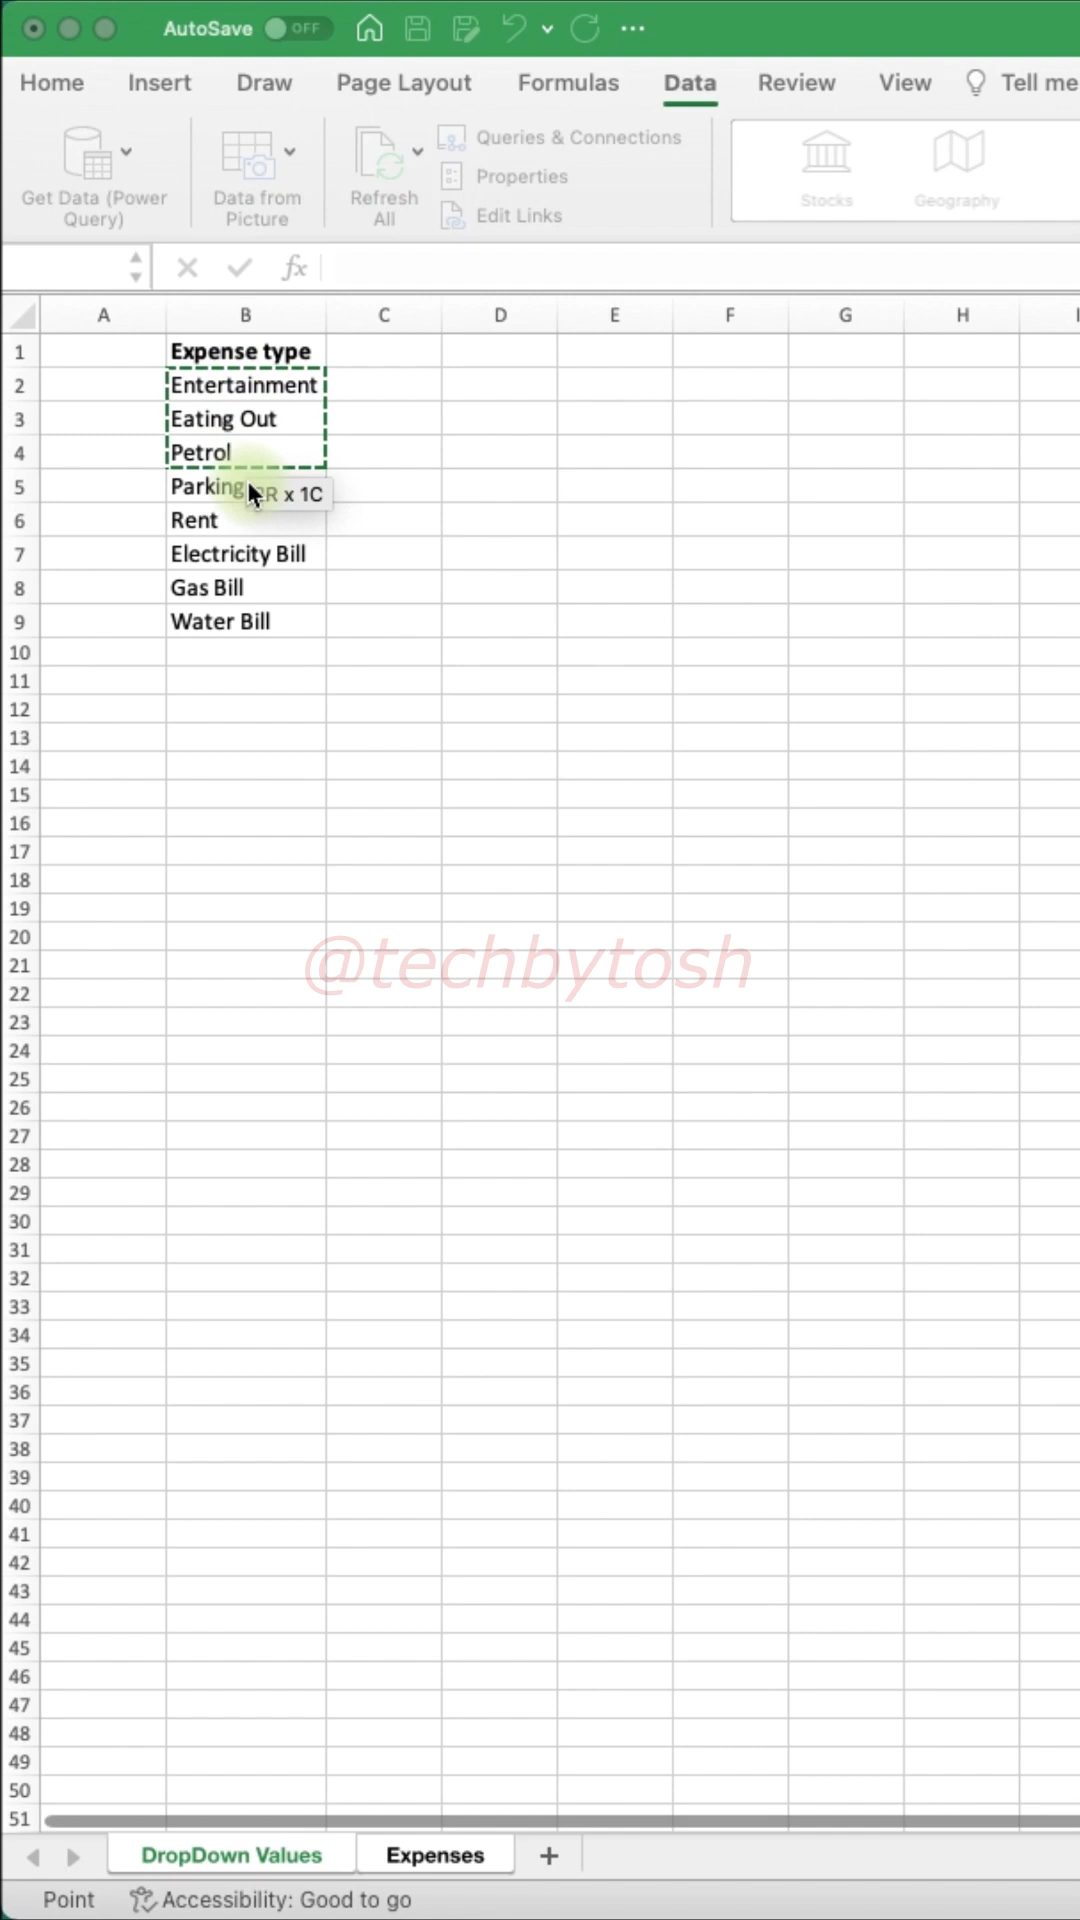 AutoSave OFF
Home Insert Draw Page Layout Formulas Data Review View Tell me
Get Data (Power Query)
Data from Picture
Refresh All
Queries & Connections
Properties
Edit Links
Stocks
Geography
fx
A B C D E F G H
1 Expense type
2 Entertainment
3 Eating Out
4 Petrol
5 Parking R x 1C
6 Rent
7 Electricity Bill
8 Gas Bill
9 Water Bill
10
11
12
13
14
15
16
17
18
19
20
@techbytosh
21
22
23
24
25
26
27
28
29
30
31
32
33
34
35
36
37
38
39
40
41
42
43
44
45
46
47
48
49
50
51
DropDown Values Expenses +
Point Accessibility: Good to go